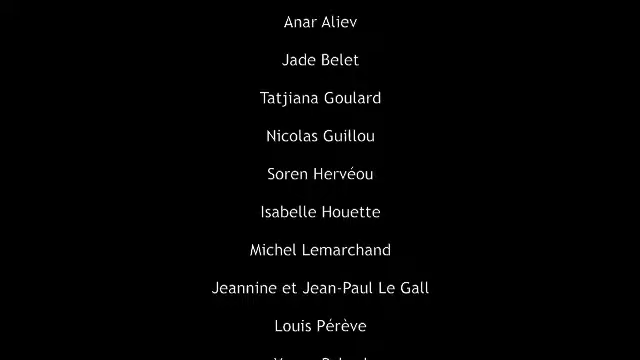 Anar Aliev
Jade Belet
Tatjiana Goulard
Nicolas Guillou
Soren Hervéou
Isabelle Houette
Michel Lemarchand
Jeannine et Jean-Paul Le Gall
Louis Pérève